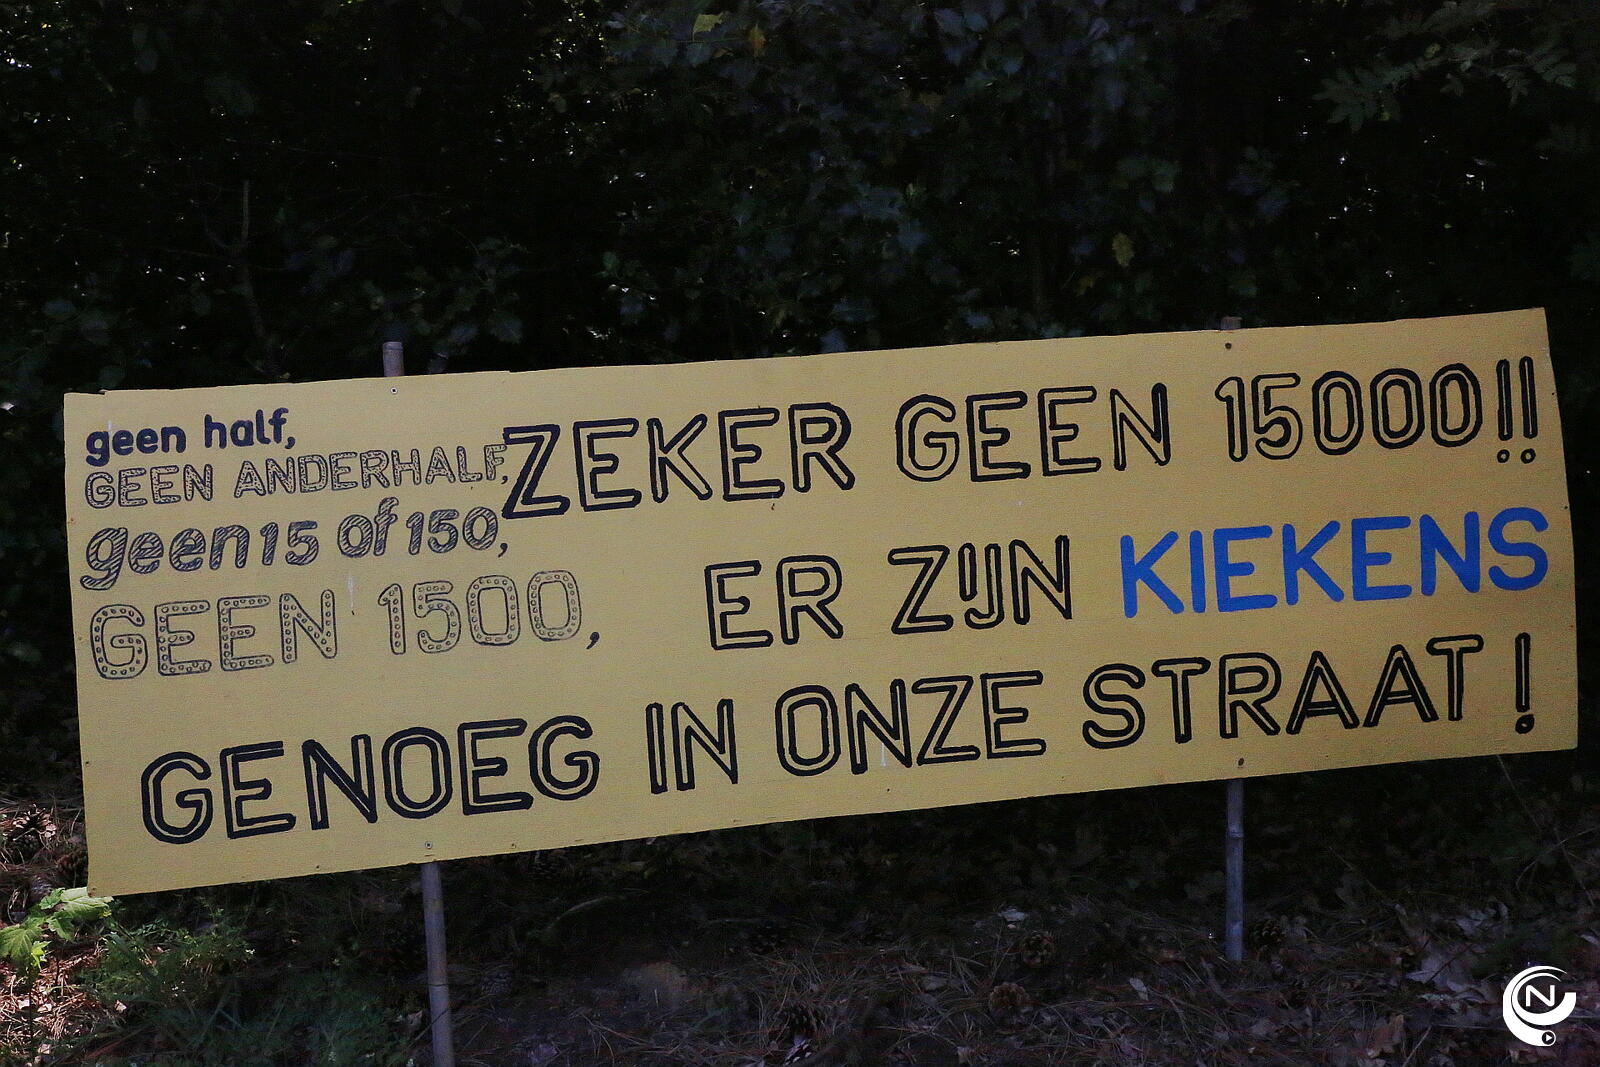 geen half,
GEEN ANDERHALF,
geen 15 of 150,
GEEN 1500,
ZEKER GEEN 15000!!
ER ZIJN KIEKENS
GENOEG IN ONZE STRAAT!
N